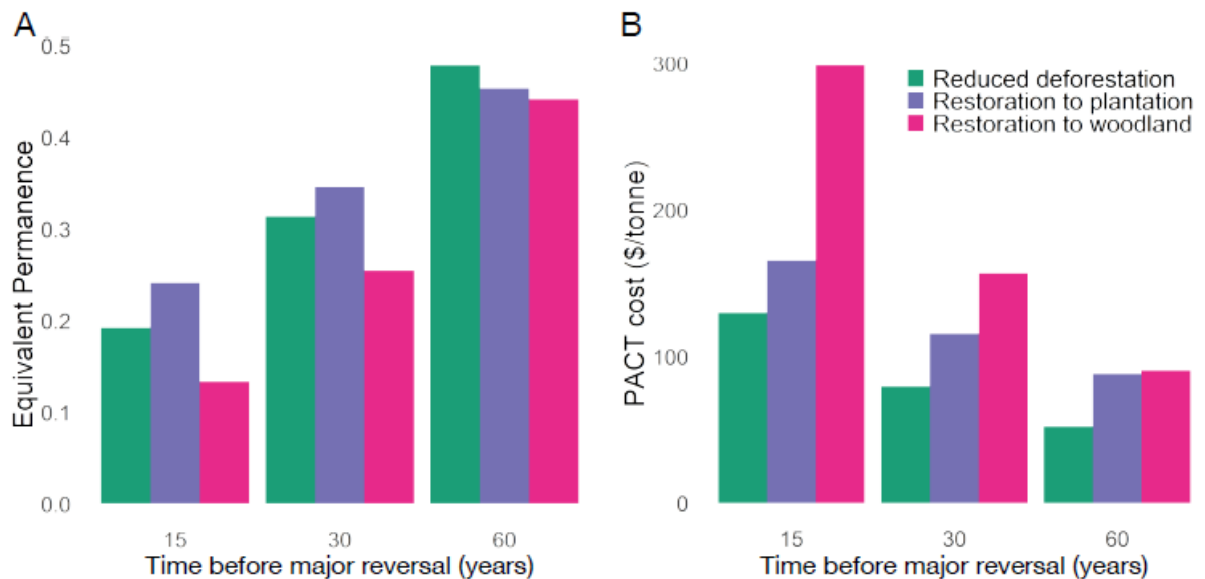 A
Equivalent Permanence
0.5
0.4
0.3
0.2
0.1
0.0
15 30 60
Time before major reversal (years)
B
PACT cost ($/tonne)
300
200
100
0
Reduced deforestation
Restoration to plantation
Restoration to woodland
15 30 60
Time before major reversal (years)